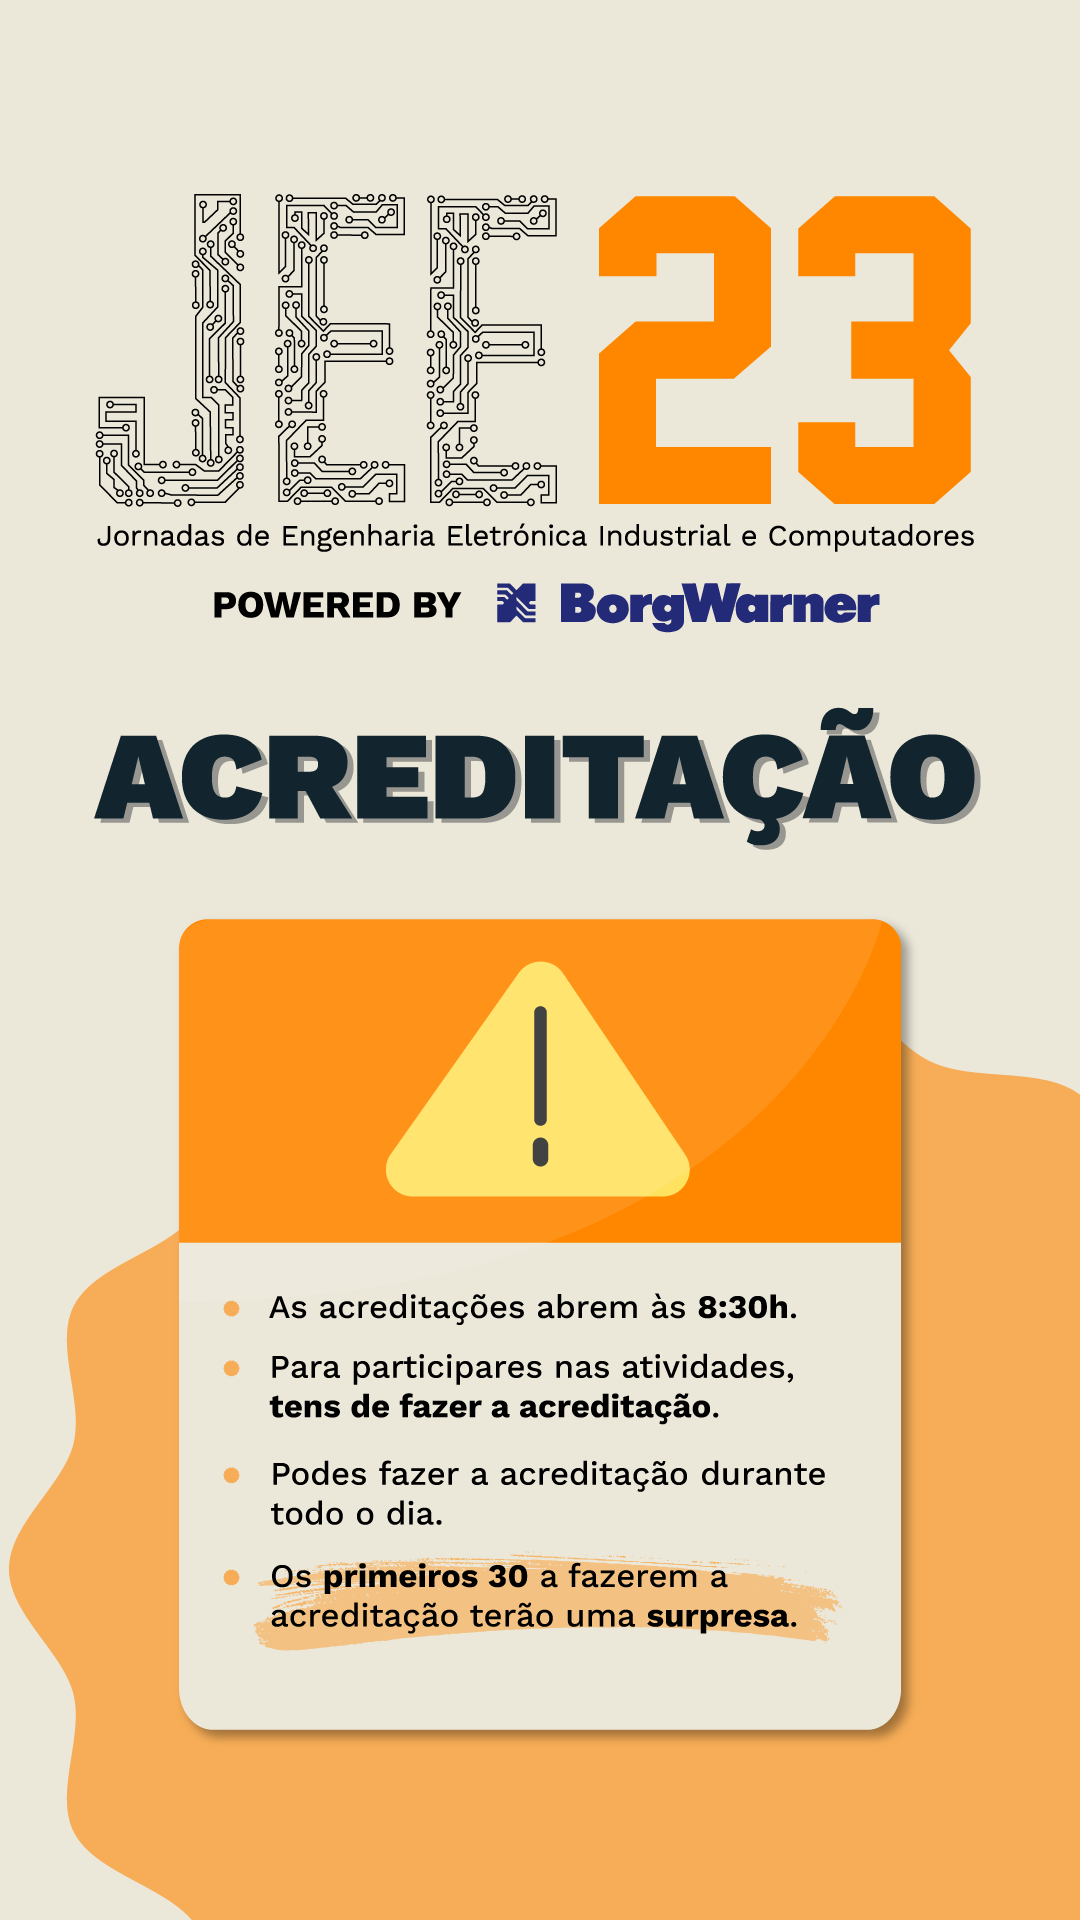 JEE23
Jornadas de Engenharia Eletrónica Industrial e Computadores
POWERED BY BorgWarner
ACREDITAÇÃO
As acreditações abrem às 8:30h.
Para participares nas atividades,
tens de fazer a acreditação.
Podes fazer a acreditação durante
todo o dia.
Os primeiros 30 a fazerem a
acreditação terão uma surpresa.